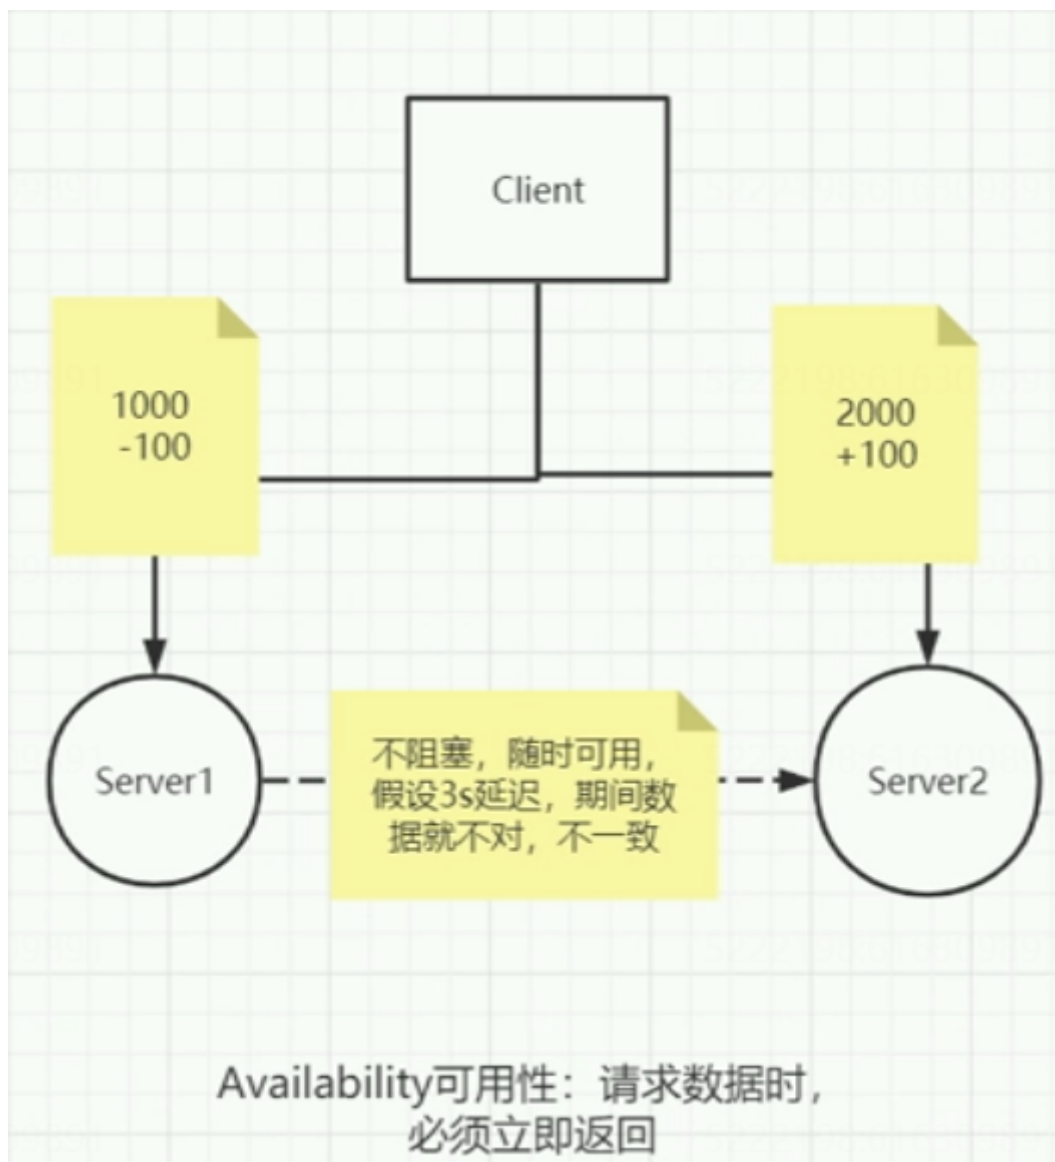 Client
1000
-100
2000
+100
Server1
不阻塞，随时可用，
假设3s延迟，期间数
据就不对，不一致
Server2
Availability可用性：请求数据时，
必须立即返回